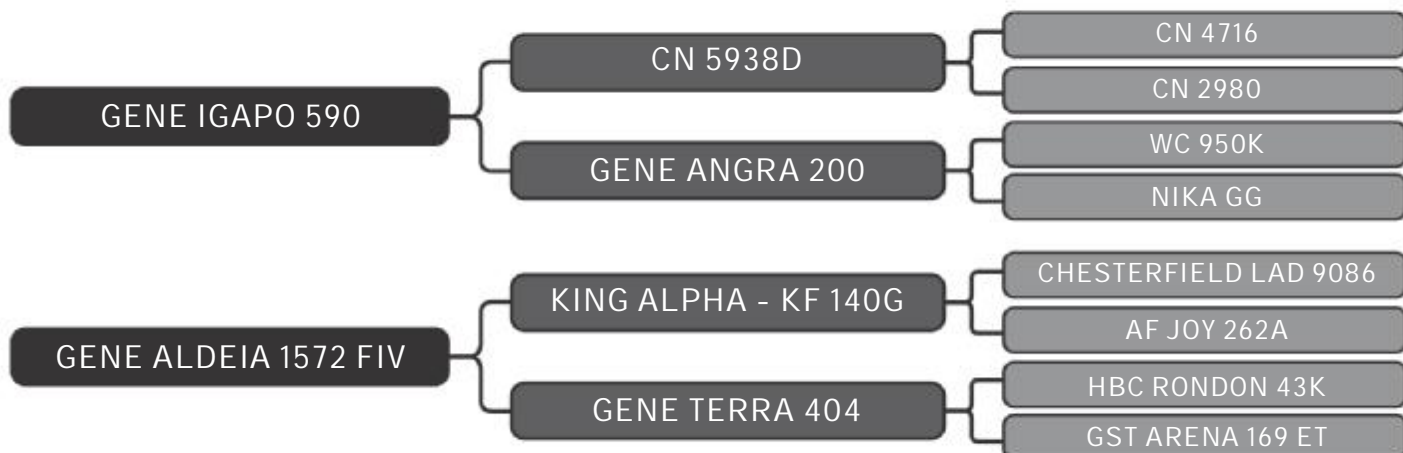 CN 4716
CN 5938D
CN 2980
GENE IGAPO 590
WC 950K
GENE ANGRA 200
NIKA GG
CHESTERFIELD LAD 9086
KING ALPHA - KF 140G
AF JOY 262A
GENE ALDEIA 1572 FIV
HBC RONDON 43K
GENE TERRA 404
GST ARENA 169 ET